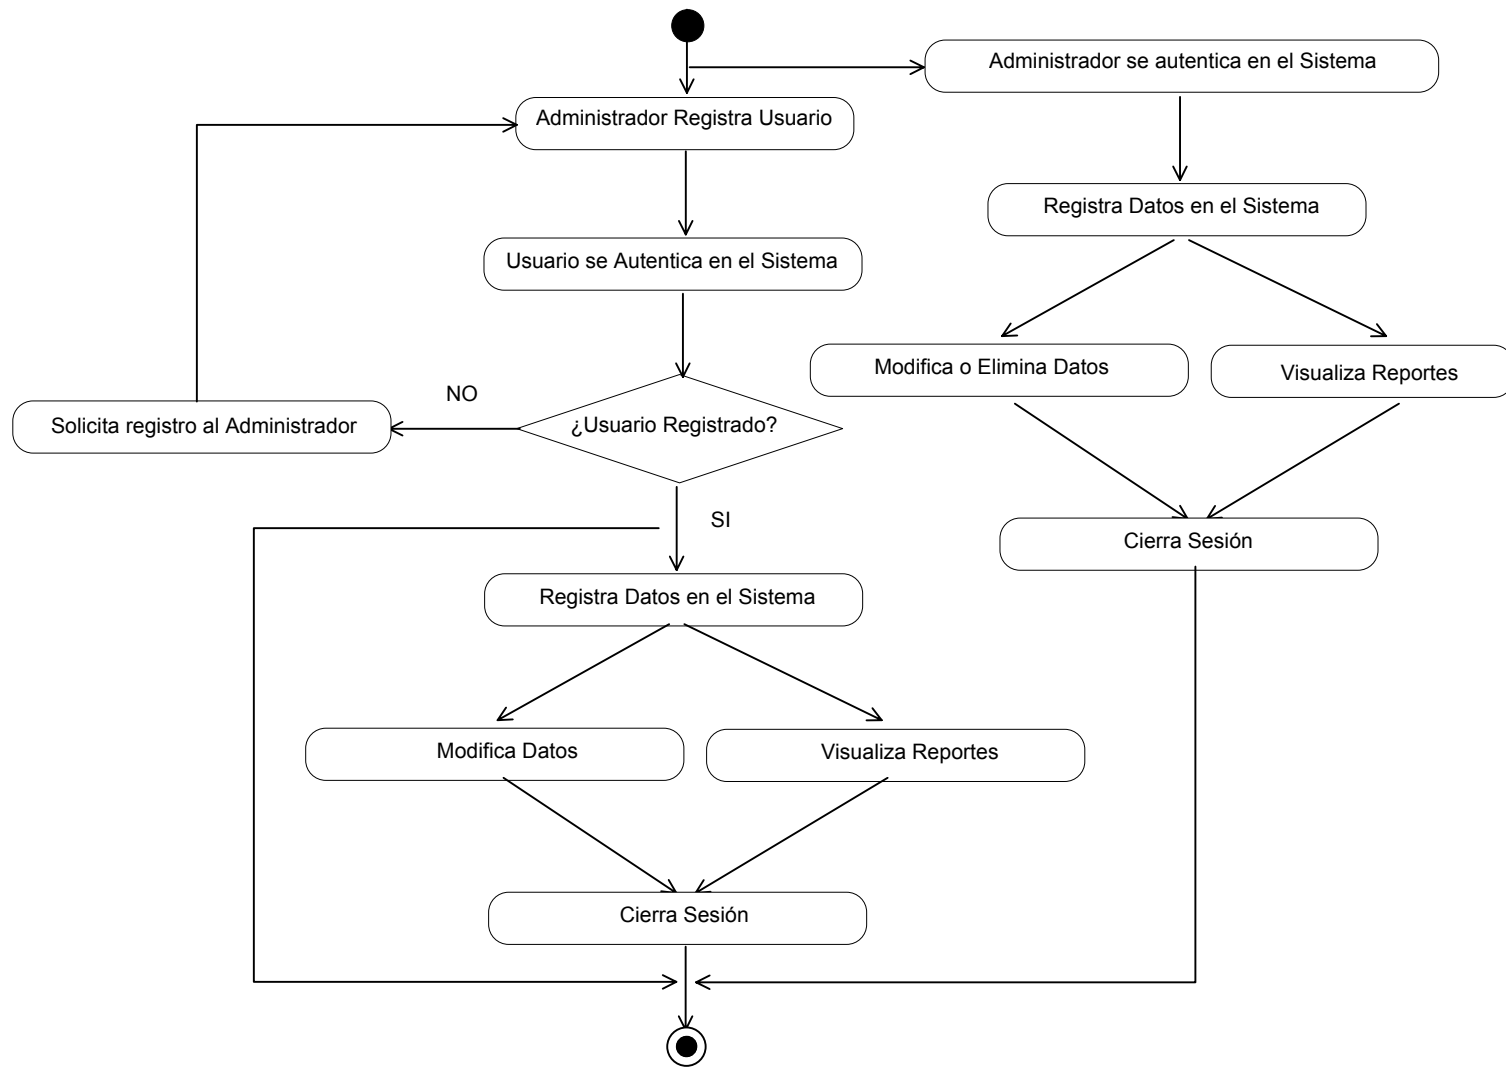 Administrador se autentica en el Sistema
Administrador Registra Usuario
Registra Datos en el Sistema
Usuario se Autentica en el Sistema
Modifica o Elimina Datos
Visualiza Reportes
NO
Solicita registro al Administrador
¿Usuario Registrado?
SI
Cierra Sesión
Registra Datos en el Sistema
Modifica Datos
Visualiza Reportes
Cierra Sesión